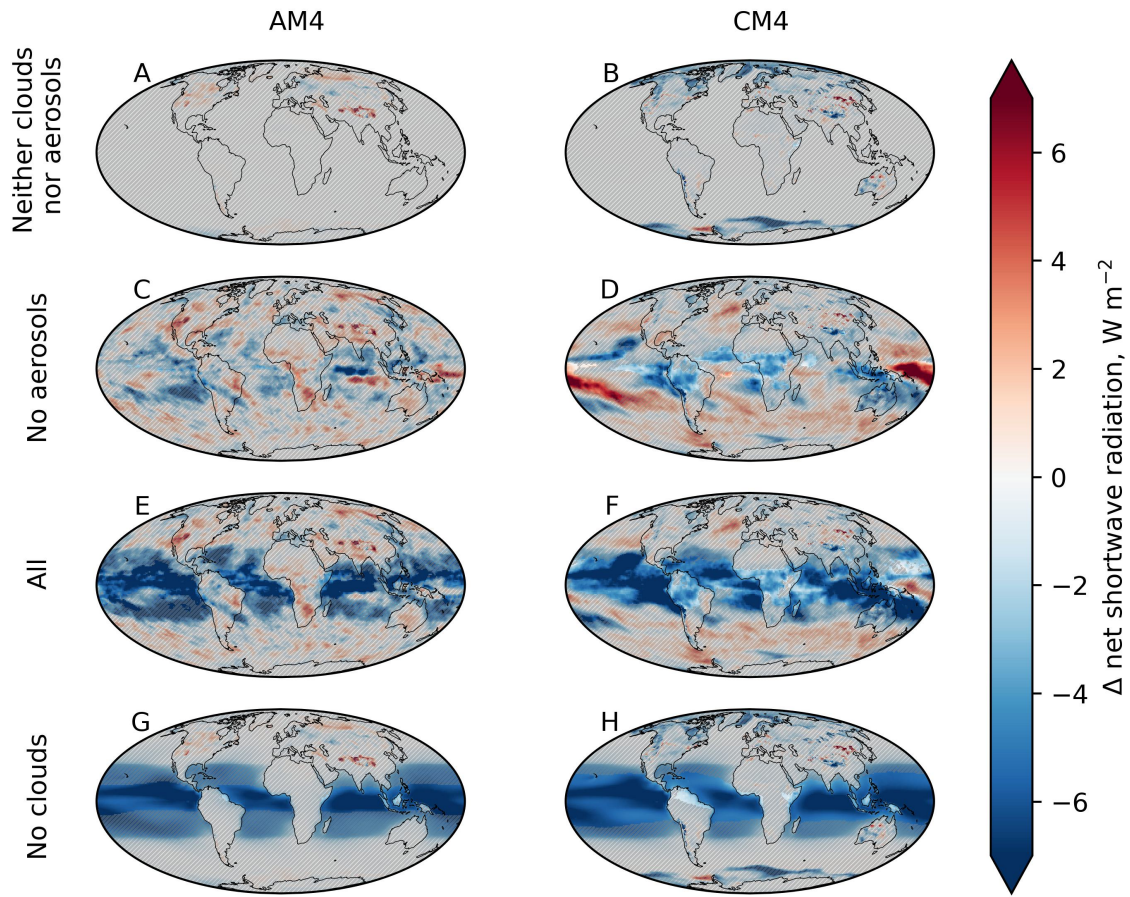 AM4
CM4
Neither clouds
nor aerosols
A
B
No aerosols
C
D
All
E
F
No clouds
G
H
6
4
2
0
−2
−4
−6
Δ net shortwave radiation, W m⁻²